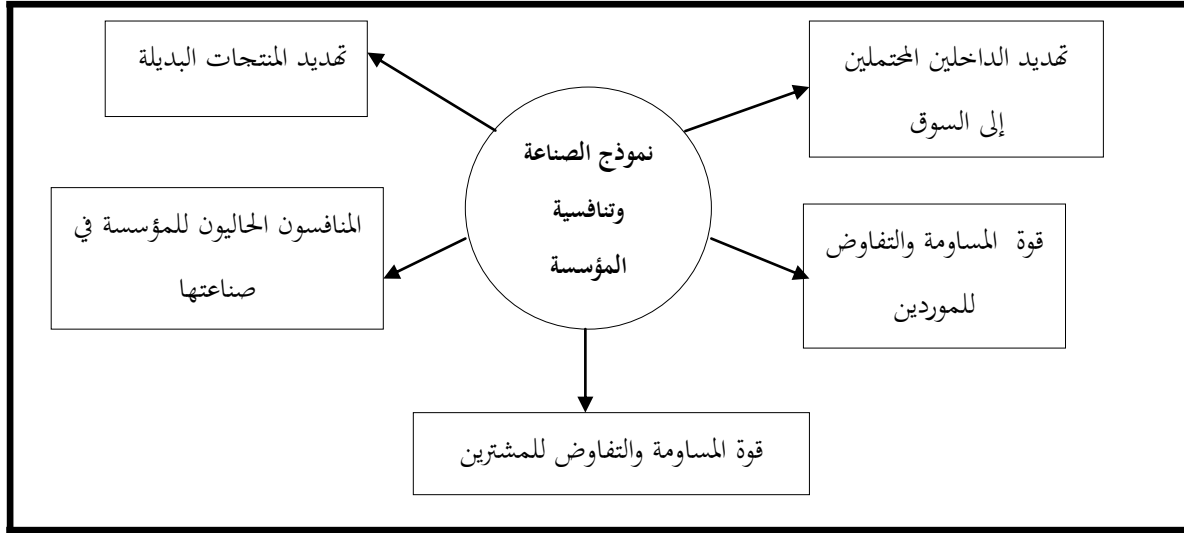 تهديد الداخلين المحتملين
إلى السوق
تهديد المنتجات البديلة
نموذج الصناعة
وتنافسية
المؤسسة
قوة المساومة والتفاوض
للموردين
المنافسون الحاليون للمؤسسة في
صناعتها
قوة المساومة والتفاوض للمشترين